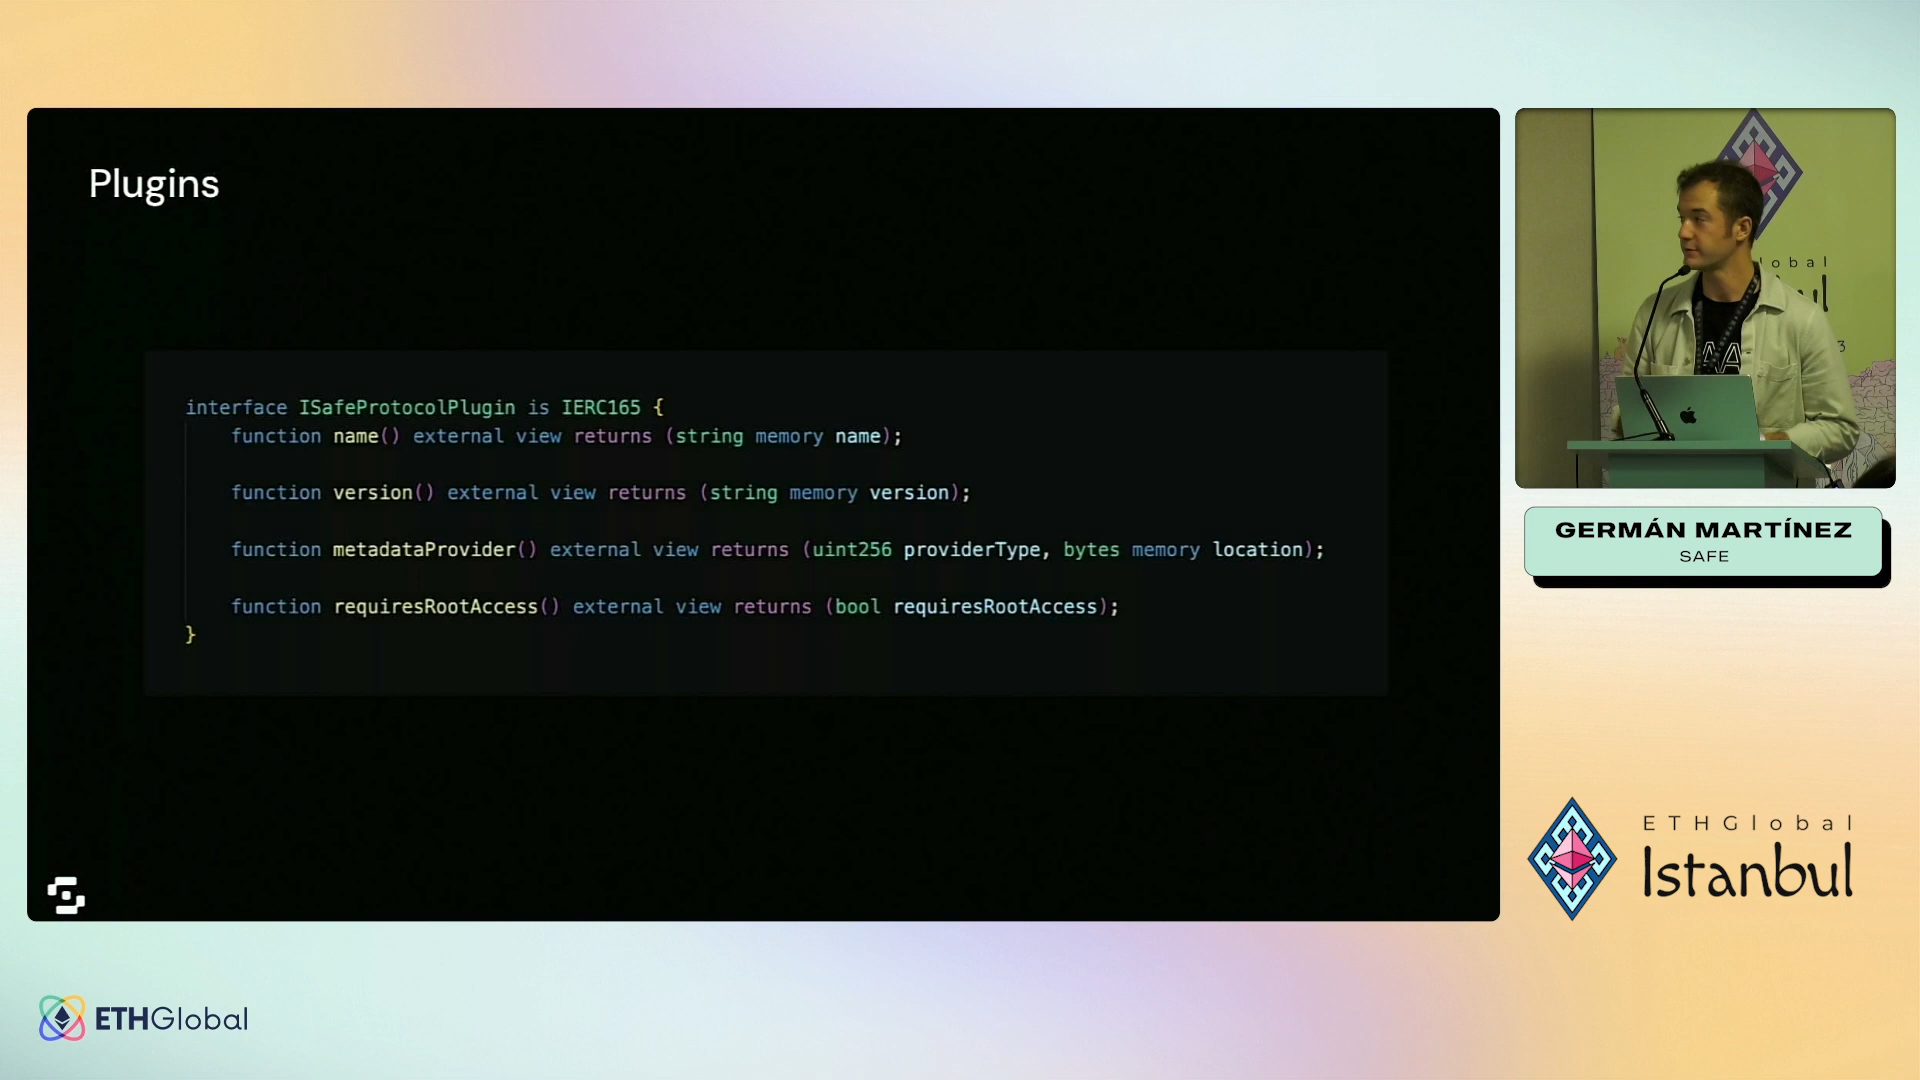 Plugins
interface ISafeProtocolPlugin is IERC165 {
function name() external view returns (string memory name);
function version() external view returns (string memory version);
function metadataProvider() external view returns (uint256 providerType, bytes memory location);
function requiresRootAccess() external view returns (bool requiresRootAccess);
}
GERMÁN MARTÍNEZ
SAFE
ETHGlobal
Istanbul
ETHGlobal